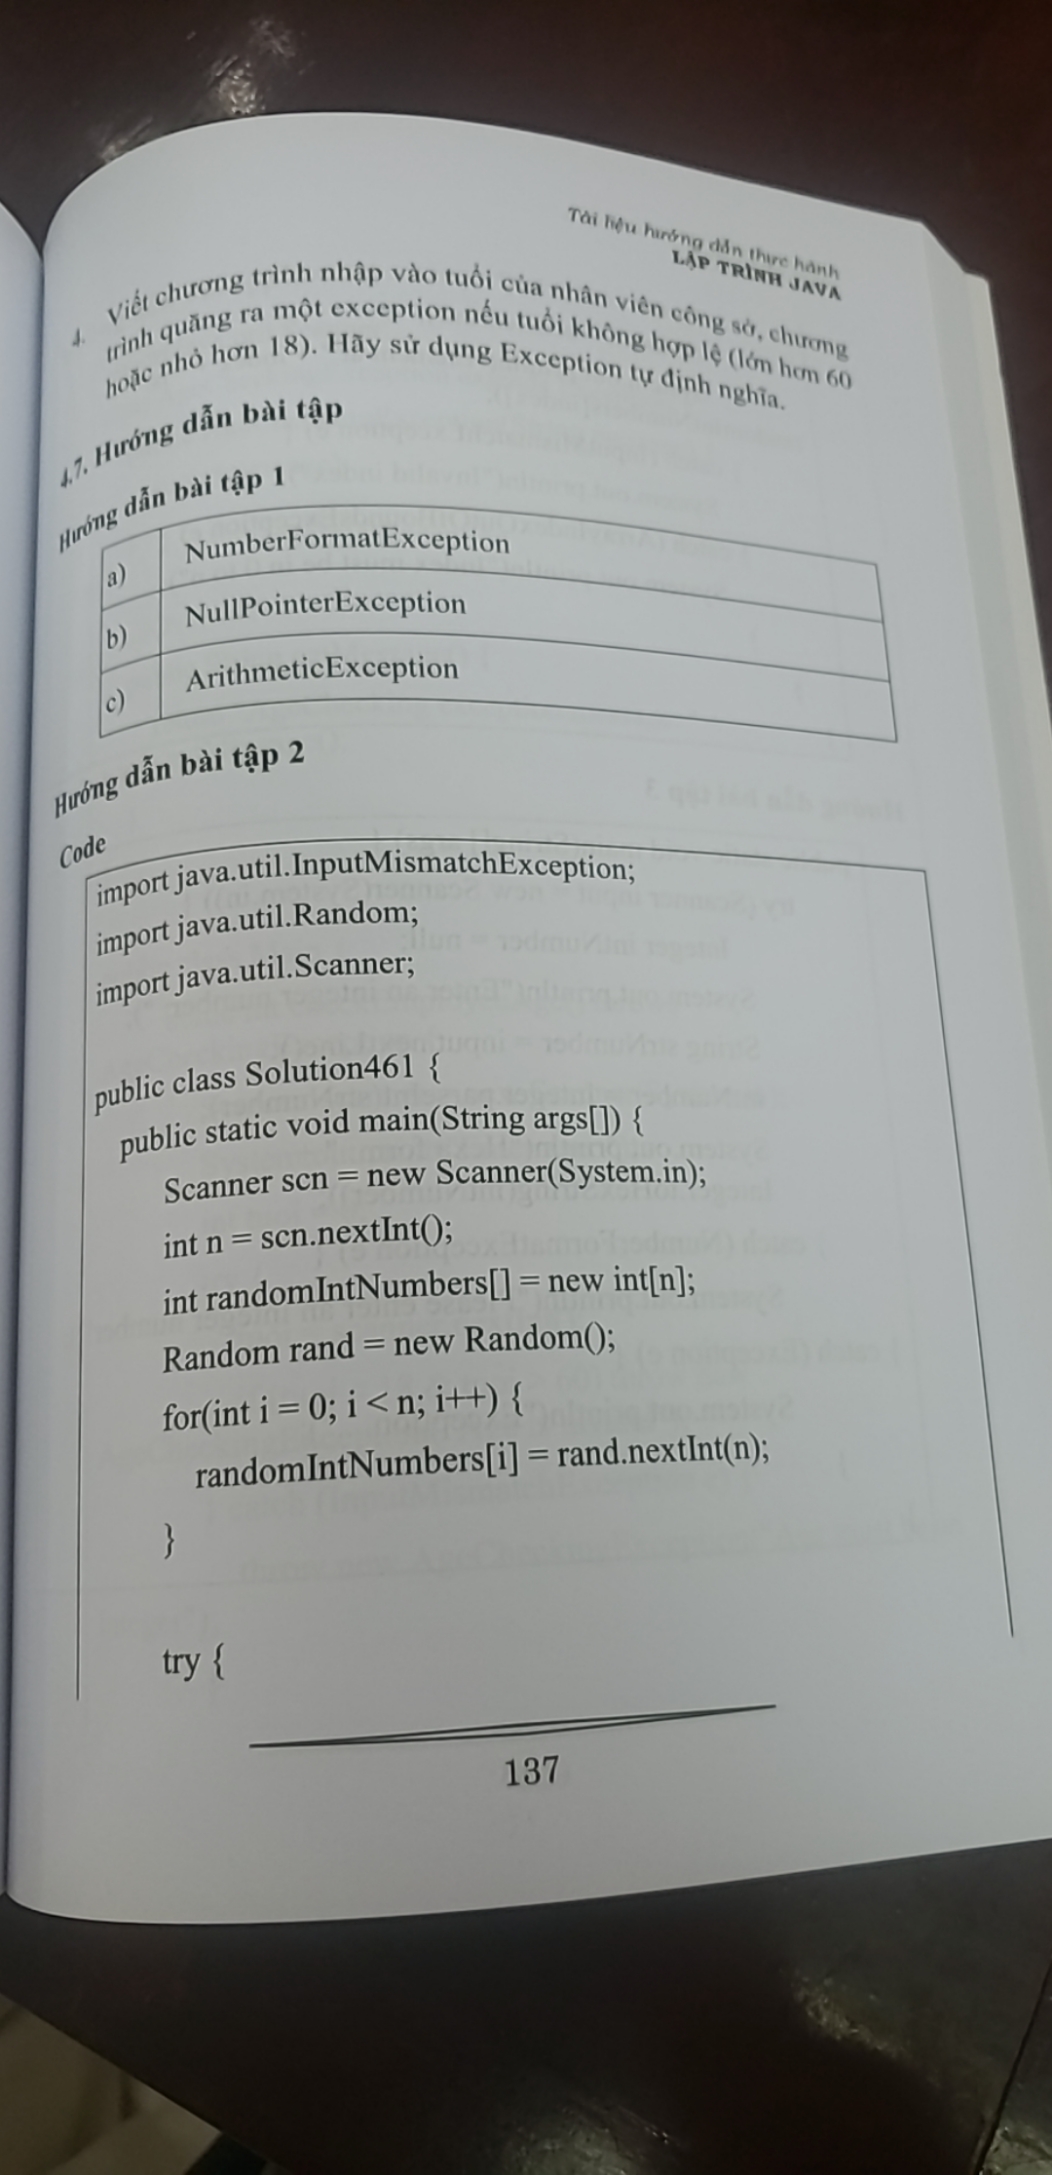 Tài liệu hướng dẫn thực hành
LẬP TRÌNH JAVA
4. Viết chương trình nhập vào tuổi của nhân viên công sở, chương
trình quăng ra một exception nếu tuổi không hợp lệ (lớn hơn 60
hoặc nhỏ hơn 18). Hãy sử dụng Exception tự định nghĩa.
4.7. Hướng dẫn bài tập
Hướng dẫn bài tập 1
a) NumberFormatException
b) NullPointerException
c) ArithmeticException
Hướng dẫn bài tập 2
Code
import java.util.InputMismatchException;
import java.util.Random;
import java.util.Scanner;
public class Solution461 {
public static void main(String args[]) {
Scanner scn = new Scanner(System.in);
int n = scn.nextInt();
int randomIntNumbers[] = new int[n];
Random rand = new Random();
for(int i = 0; i < n; i++) {
randomIntNumbers[i] = rand.nextInt(n);
}
try {
137